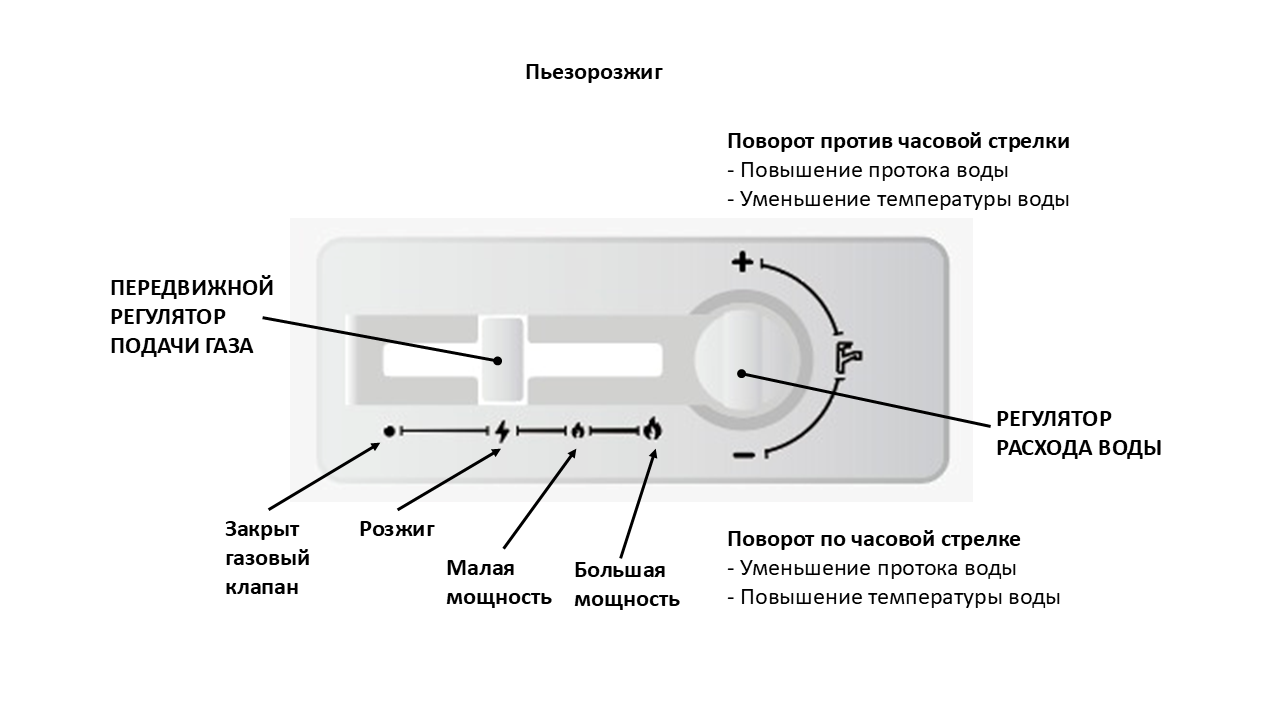 Пьезорозжиг
Поворот против часовой стрелки
- Повышение протока воды
- Уменьшение температуры воды
ПЕРЕДВИЖНОЙ
РЕГУЛЯТОР
ПОДАЧИ ГАЗА
РЕГУЛЯТОР
РАСХОДА ВОДЫ
Закрыт
газовый
клапан
Розжиг
Малая
мощность
Большая
мощность
Поворот по часовой стрелке
- Уменьшение протока воды
- Повышение температуры воды